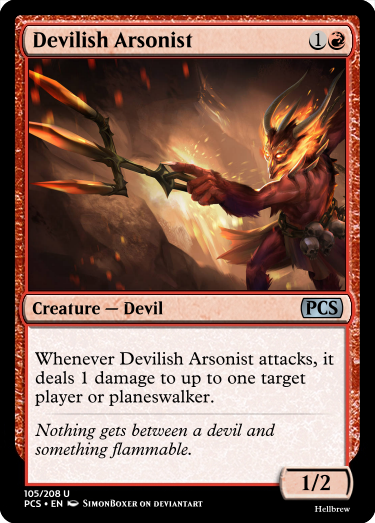 Devilish Arsonist 1
Creature — Devil PCS
Whenever Devilish Arsonist attacks, it
deals 1 damage to up to one target
player or planeswalker.
Nothing gets between a devil and
something flammable.
1/2
105/208 U
PCS • EN SimonBoxer on deviantart
Hellbrew